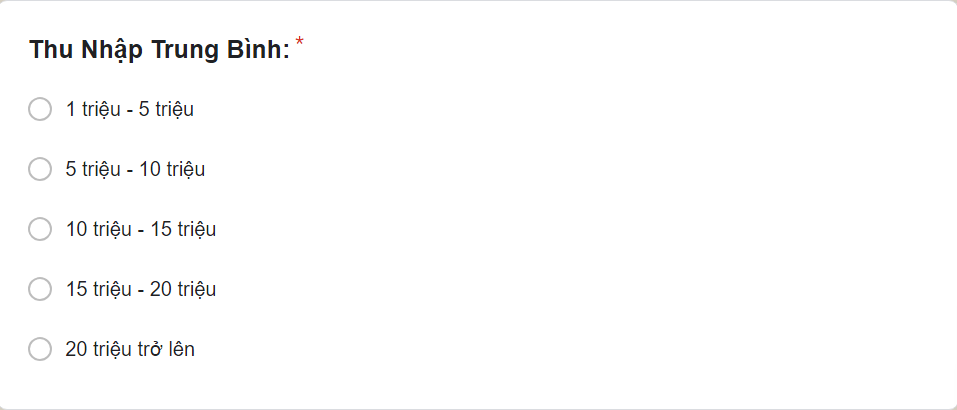 Thu Nhập Trung Bình: *
1 triệu - 5 triệu
5 triệu - 10 triệu
10 triệu - 15 triệu
15 triệu - 20 triệu
20 triệu trở lên